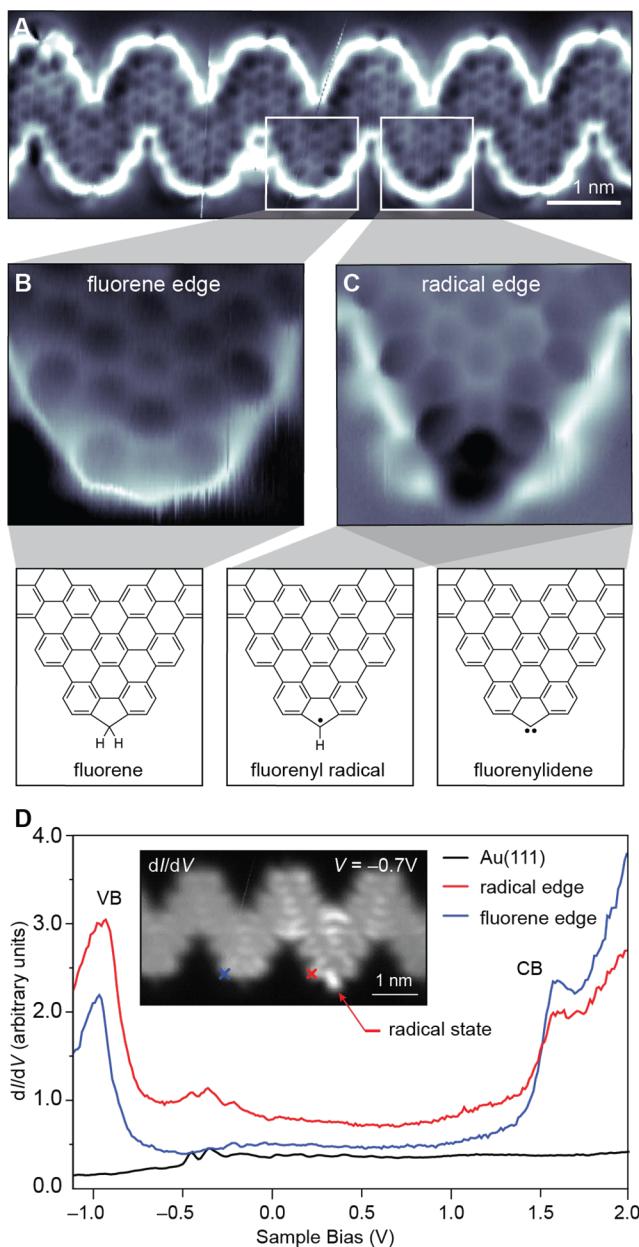 A
1 nm
B
fluorene edge
C
radical edge
H H
fluorene
•
H
fluorenyl radical
••
fluorenylidene
D
4.0
3.0
2.0
1.0
0.0
dI/dV (arbitrary units)
VB
dI/dV
V = –0.7V
1 nm
radical state
Au(111)
radical edge
fluorene edge
CB
–1.0
–0.5
0.0
0.5
1.0
1.5
2.0
Sample Bias (V)